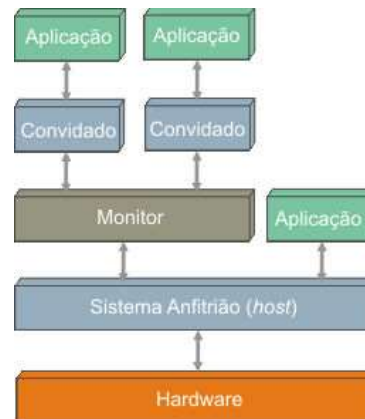 Aplicação
Aplicação
Convidado
Convidado
Monitor
Aplicação
Sistema Anfitrião (host)
Hardware